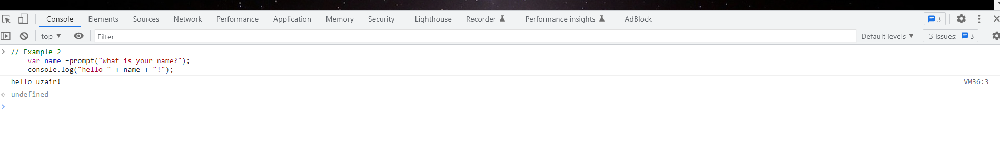 Console Elements Sources Network Performance Application Memory Security Lighthouse Recorder Performance insights AdBlock 3
top Filter Default levels 3 Issues: 3
// Example 2
var name =prompt("what is your name?");
console.log("hello " + name + "!");
hello uzair! VM36:3
undefined